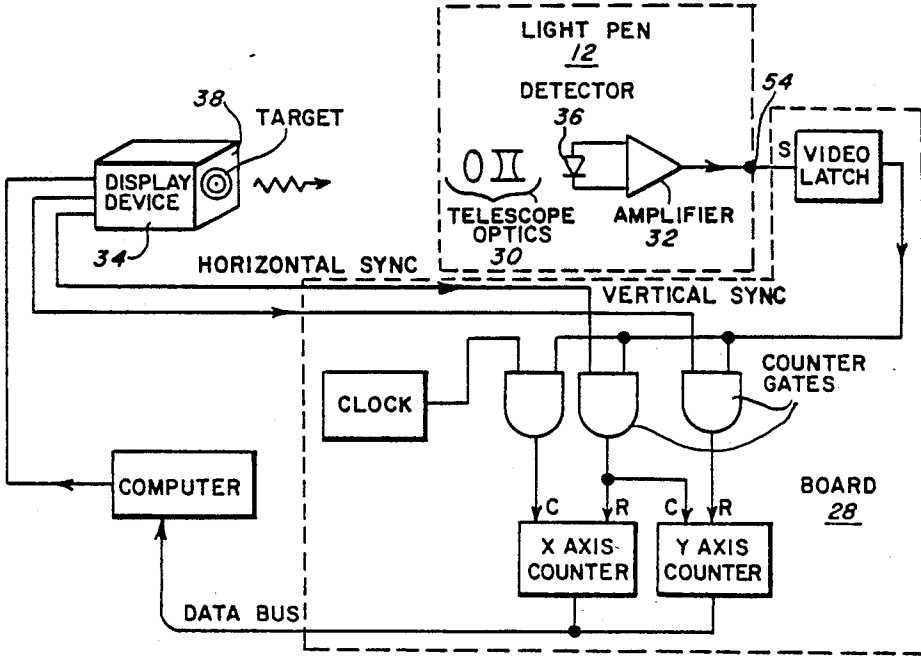 LIGHT PEN
12
DETECTOR
36
54
38
TARGET
S
VIDEO
LATCH
DISPLAY
DEVICE
34
TELESCOPE
OPTICS
30
AMPLIFIER
32
HORIZONTAL SYNC
VERTICAL SYNC
COUNTER
GATES
CLOCK
COMPUTER
BOARD
28
C
R
C
R
X AXIS
COUNTER
Y AXIS
COUNTER
DATA BUS